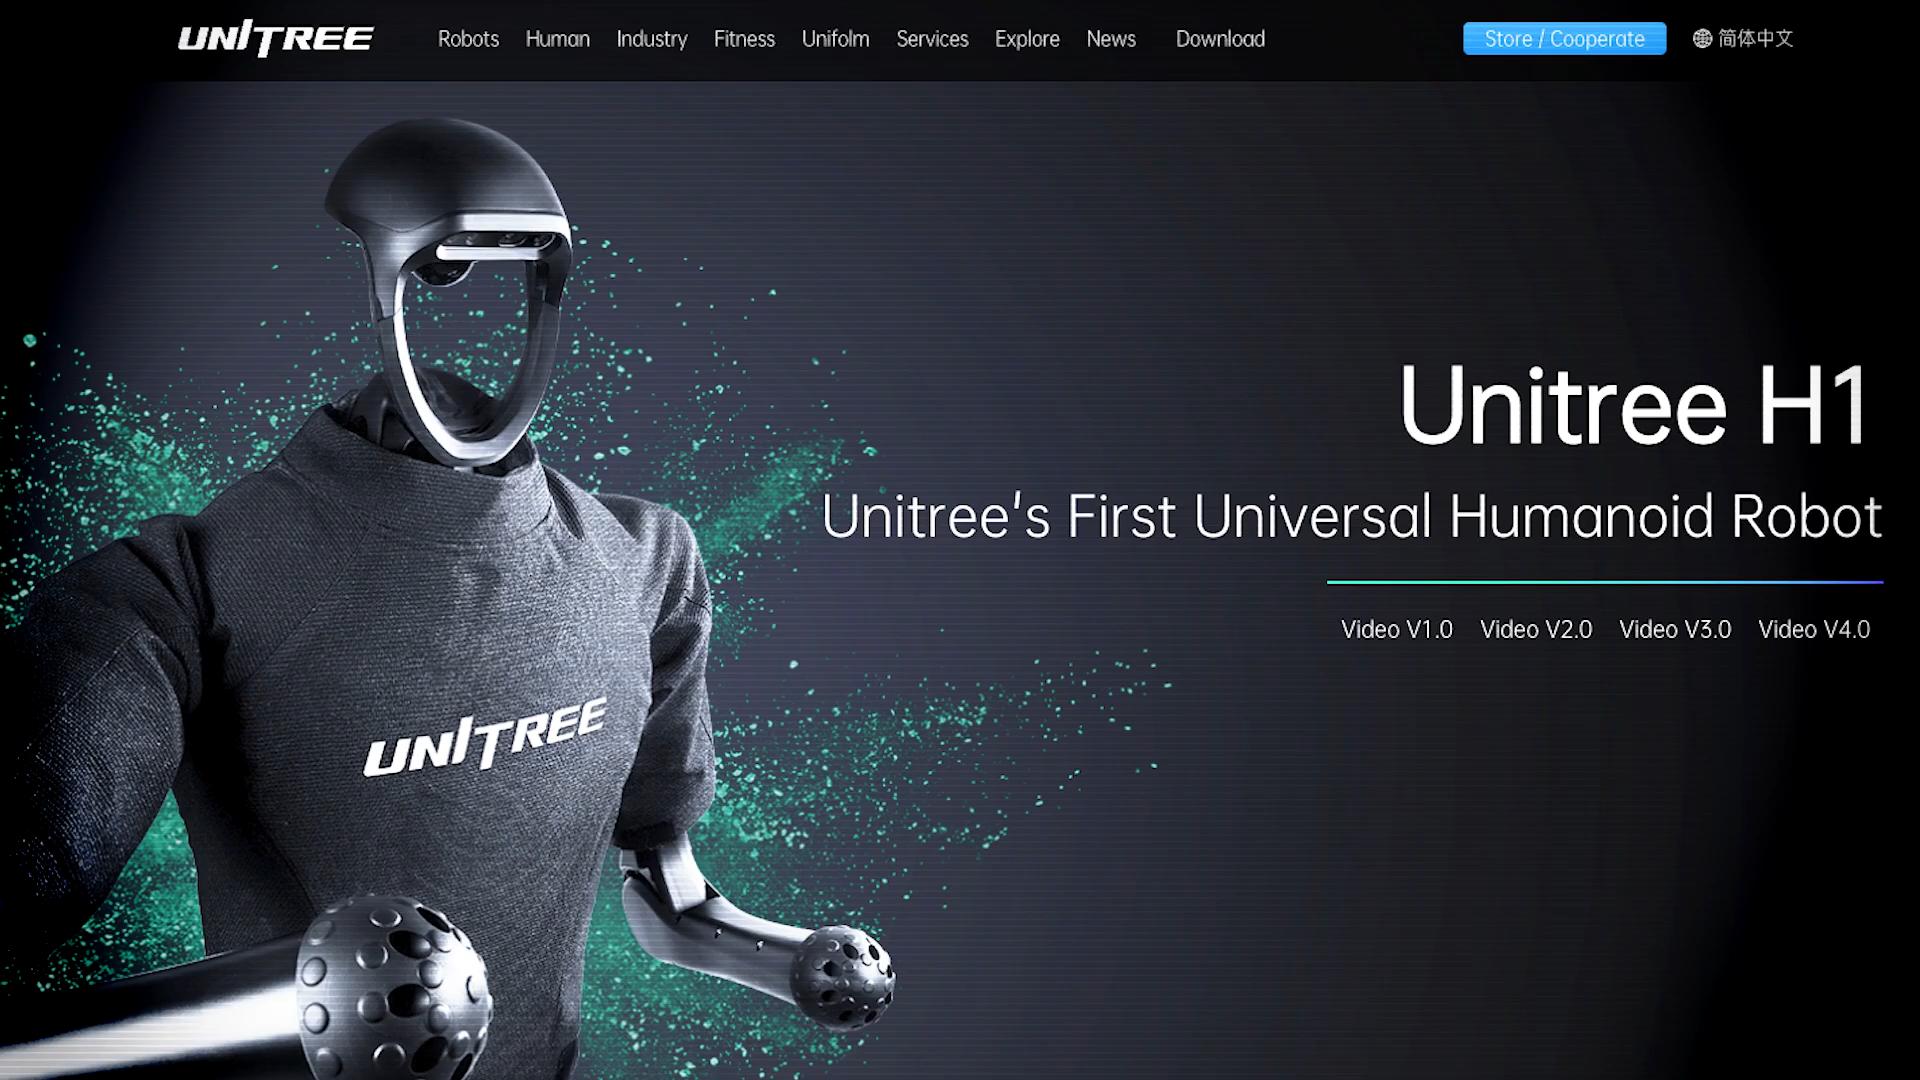 UNITREE
Robots Human Industry Fitness Unifolm Services Explore News Download
Store / Cooperate 简体中文
Unitree H1
Unitree's First Universal Humanoid Robot
Video V1.0 Video V2.0 Video V3.0 Video V4.0
UNITREE